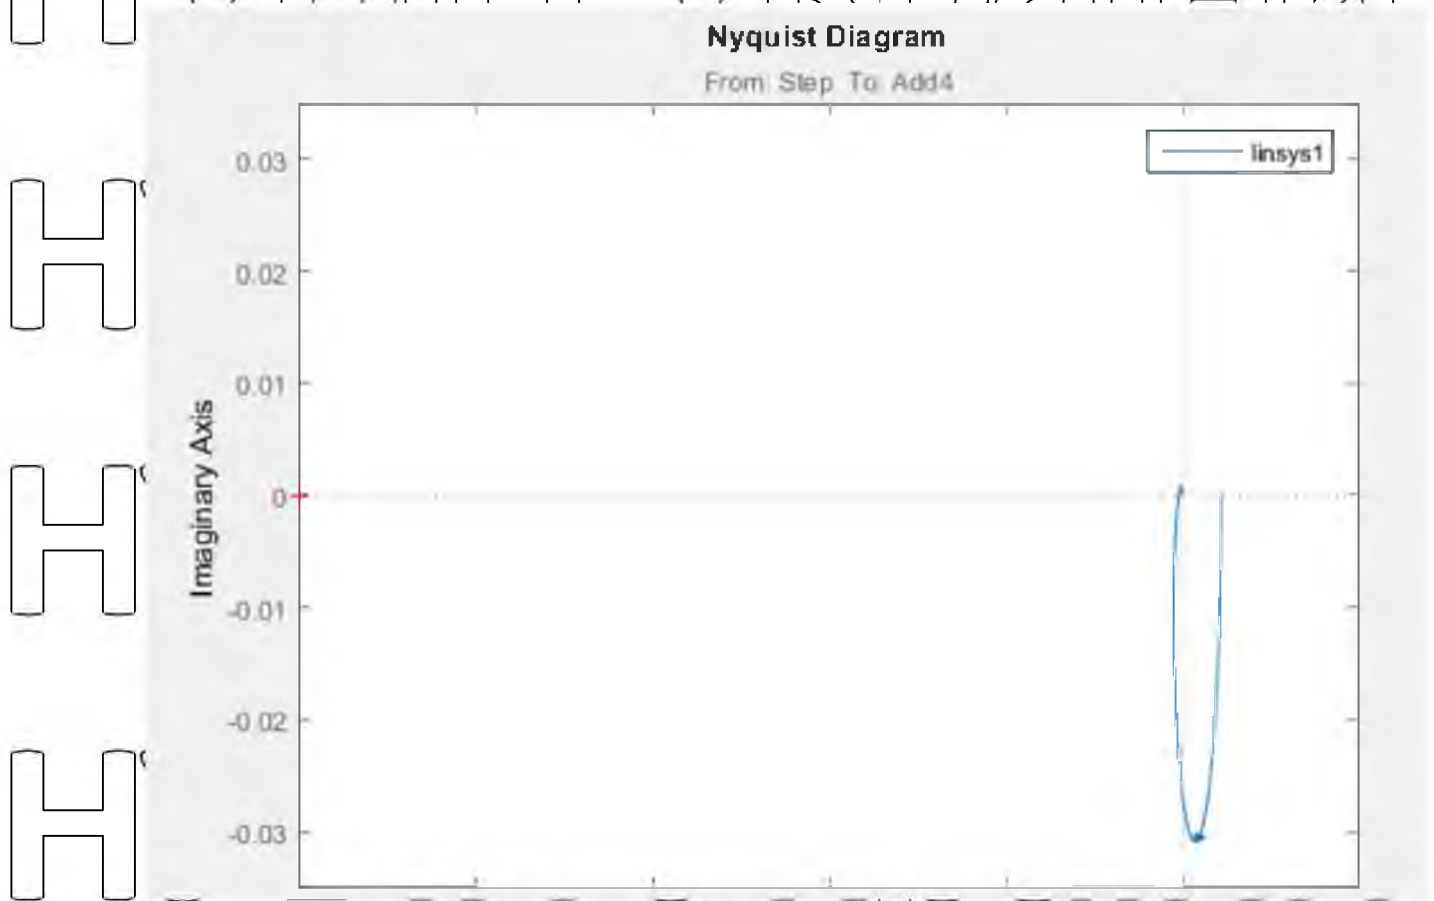 Nyquist Diagram
From: Step To: Add4
linsys1
0.03
0.02
0.01
0
-0.01
-0.02
-0.03
Imaginary Axis
H
H
H